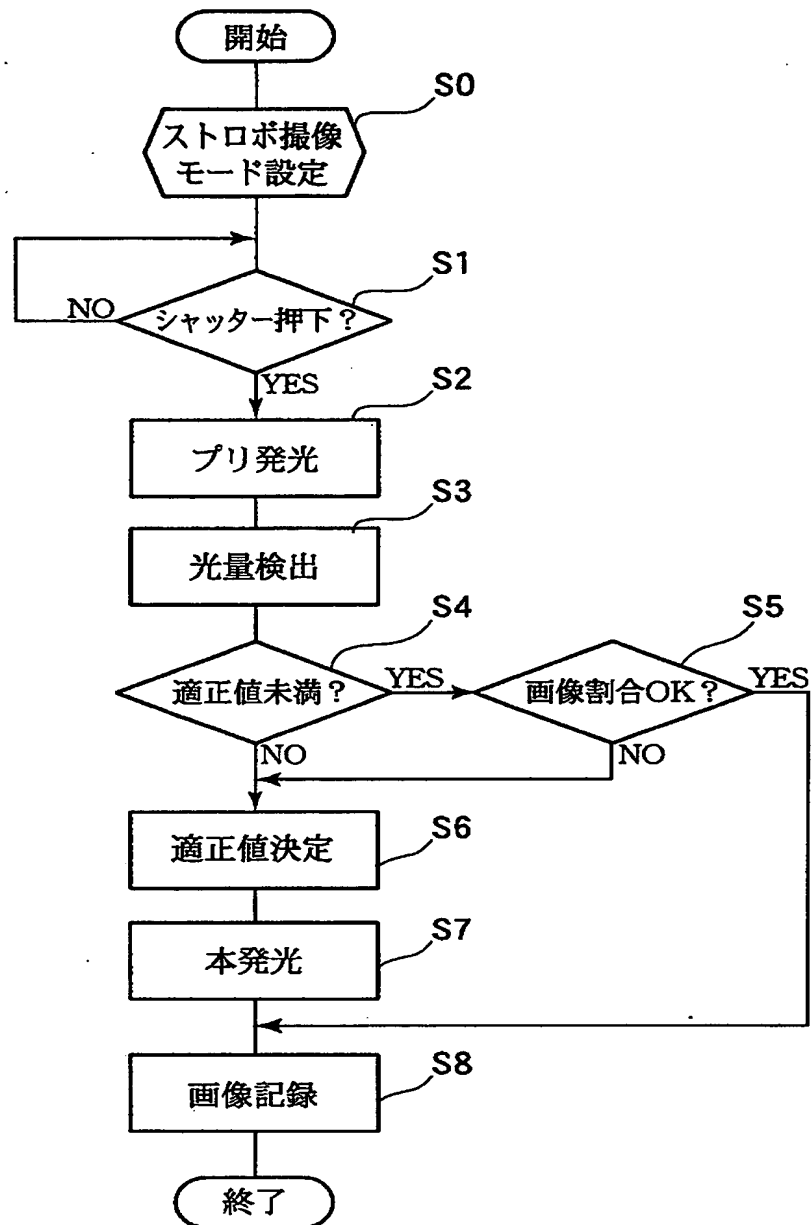 開始
S0
ストロボ撮像
モード設定
S1
シャッター押下?
NO
YES
S2
プリ発光
S3
光量検出
S4
適正値未満?
YES
NO
S5
画像割合OK?
YES
NO
S6
適正値決定
S7
本発光
S8
画像記録
終了